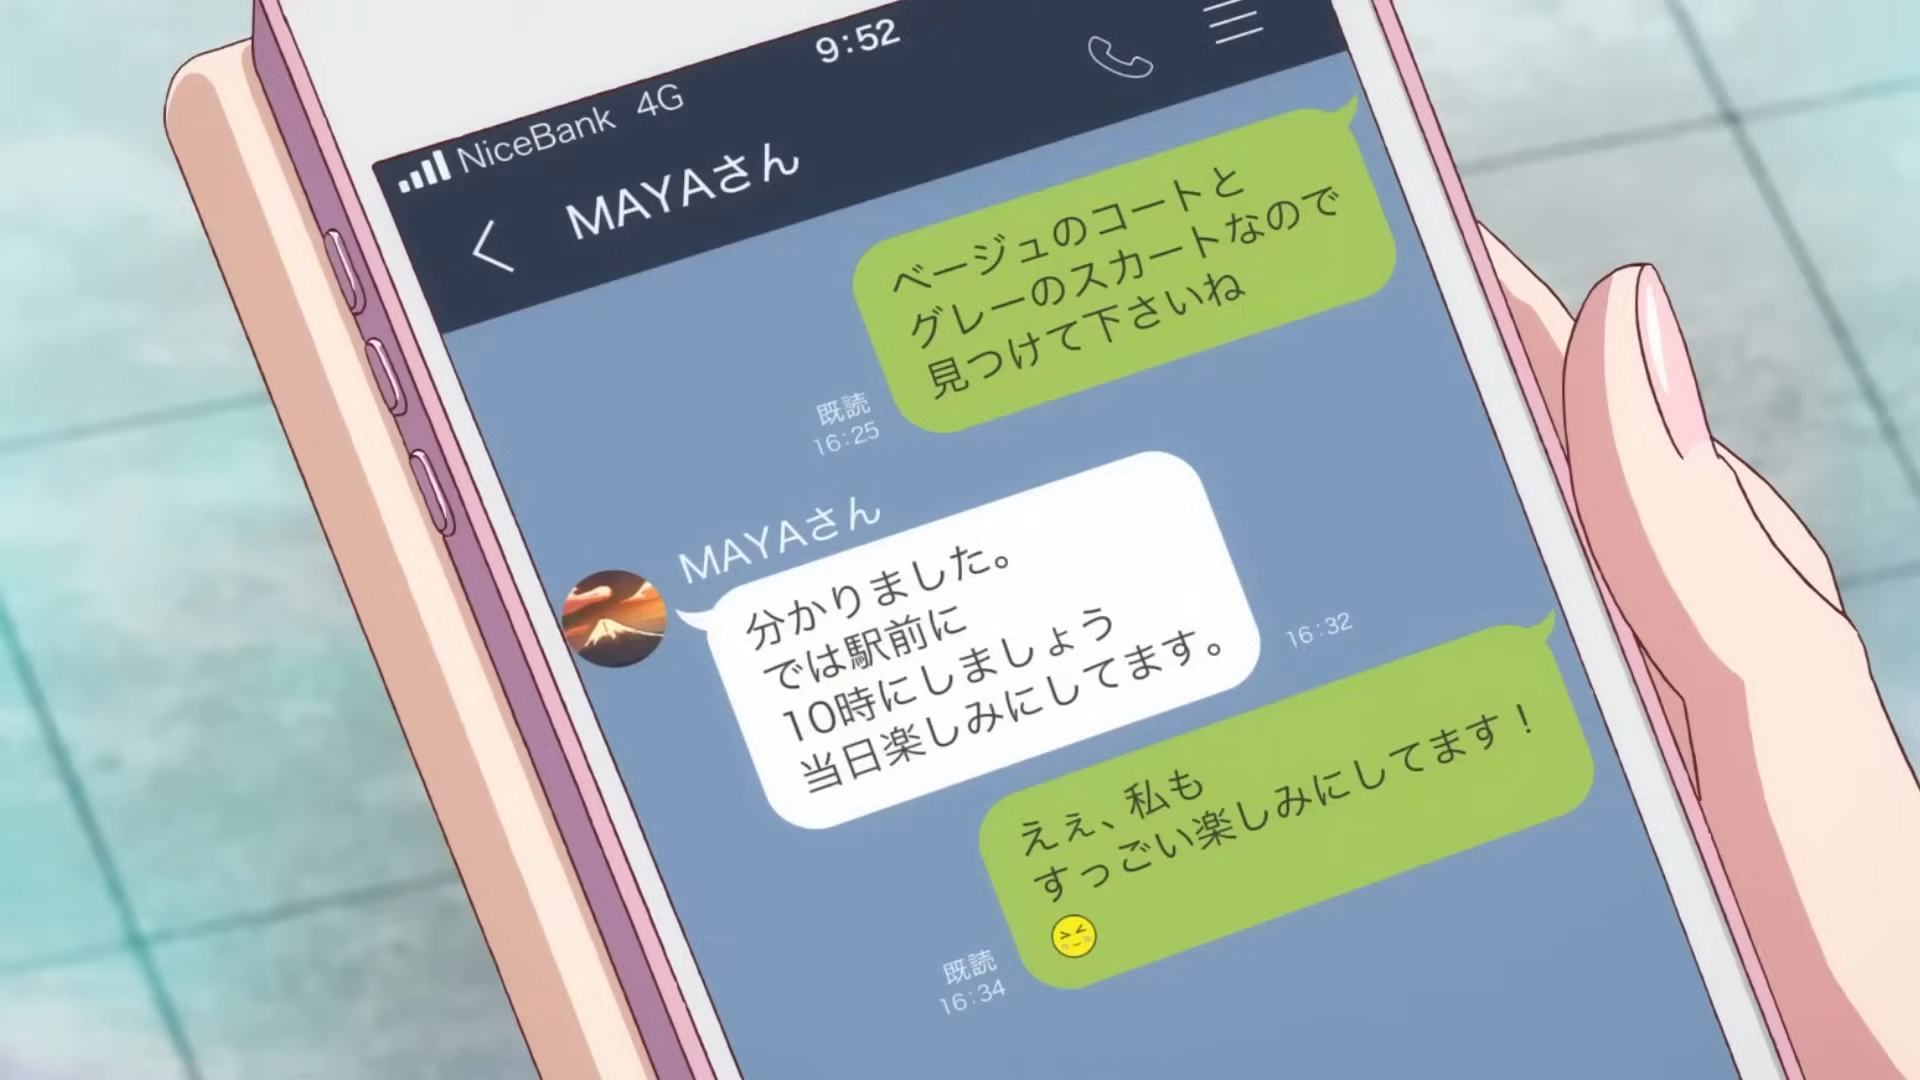 9:52
NiceBank 4G
MAYAさん
ベージュのコートと
グレーのスカートなので
見つけて下さいね
既読
16:25
MAYAさん
分かりました。
では駅前に
10時にしましょう
当日楽しみにしてます。
16:32
ええ、私も
すっごい楽しみにしてます！
既読
16:34